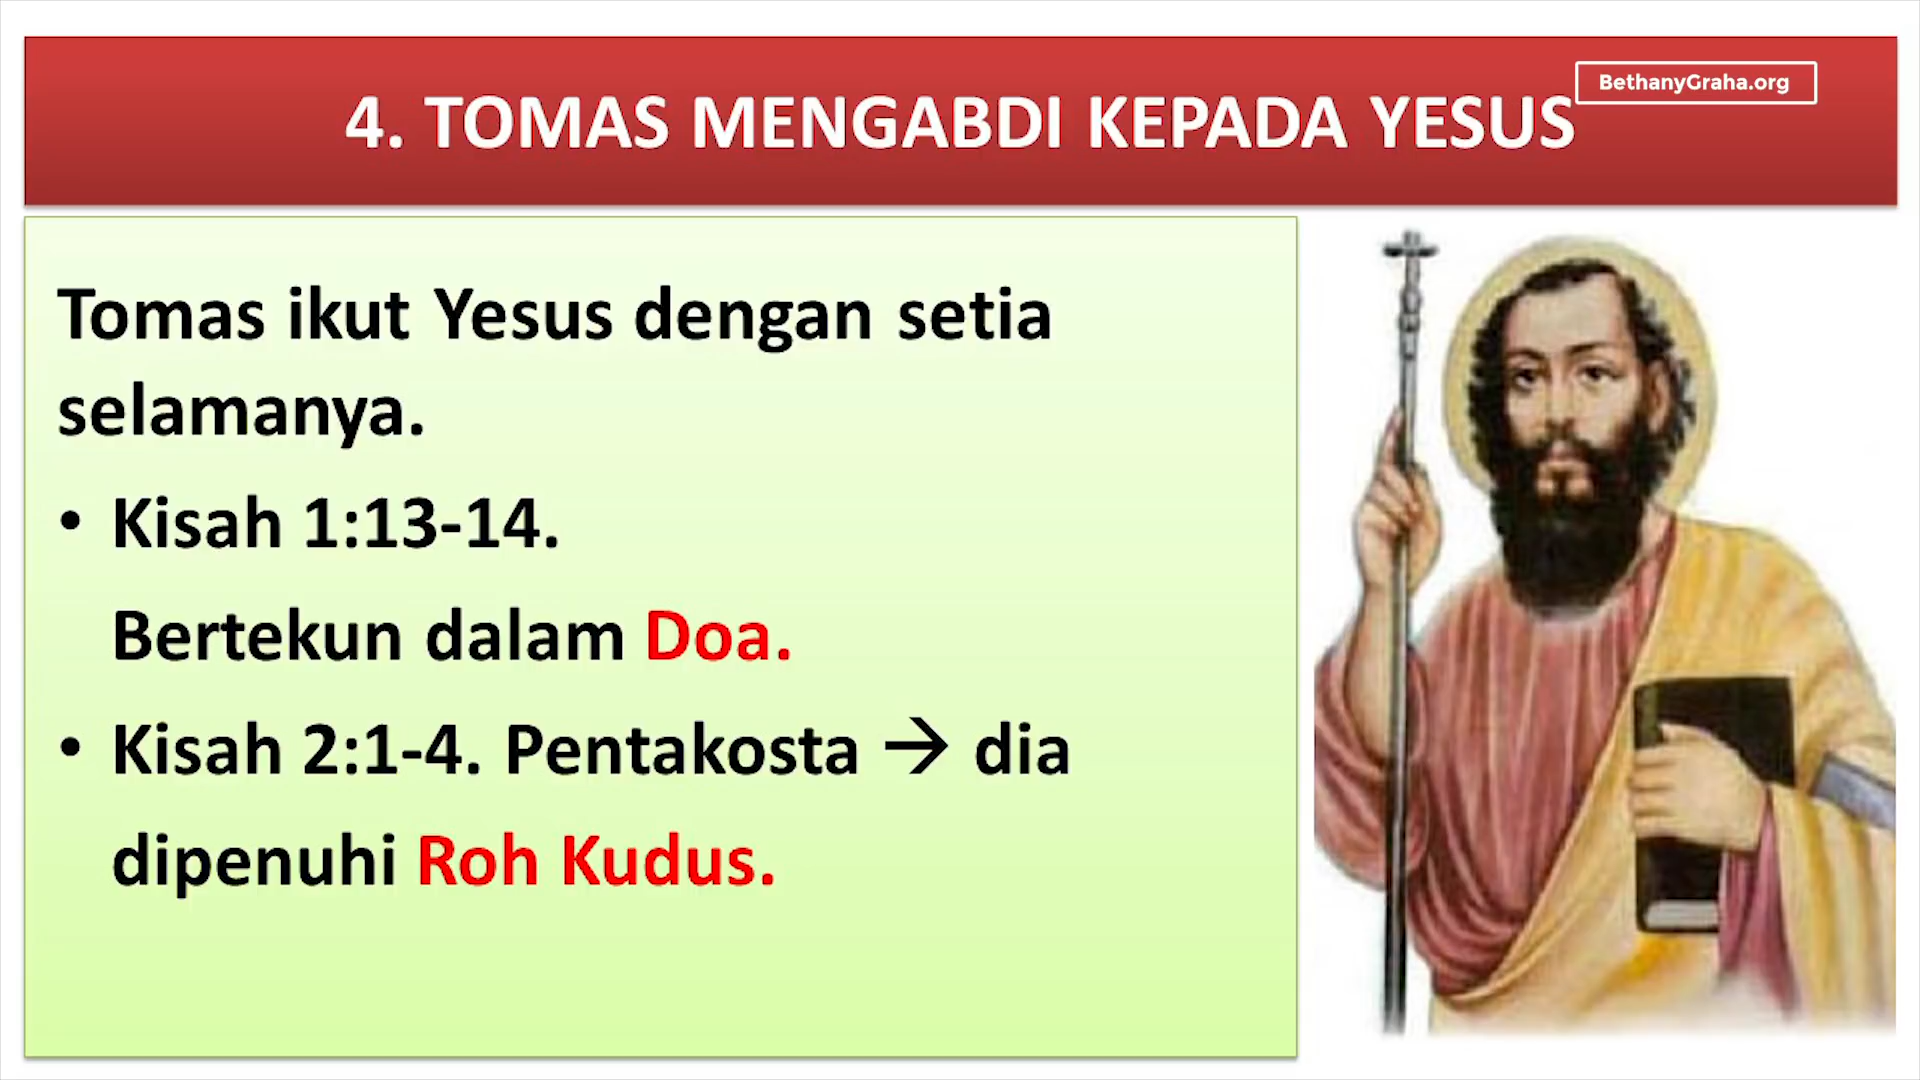 BethanyGraha.org
4. TOMAS MENGABDI KEPADA YESUS
Tomas ikut Yesus dengan setia
selamanya.
• Kisah 1:13-14.
Bertekun dalam Doa.
• Kisah 2:1-4. Pentakosta → dia
dipenuhi Roh Kudus.